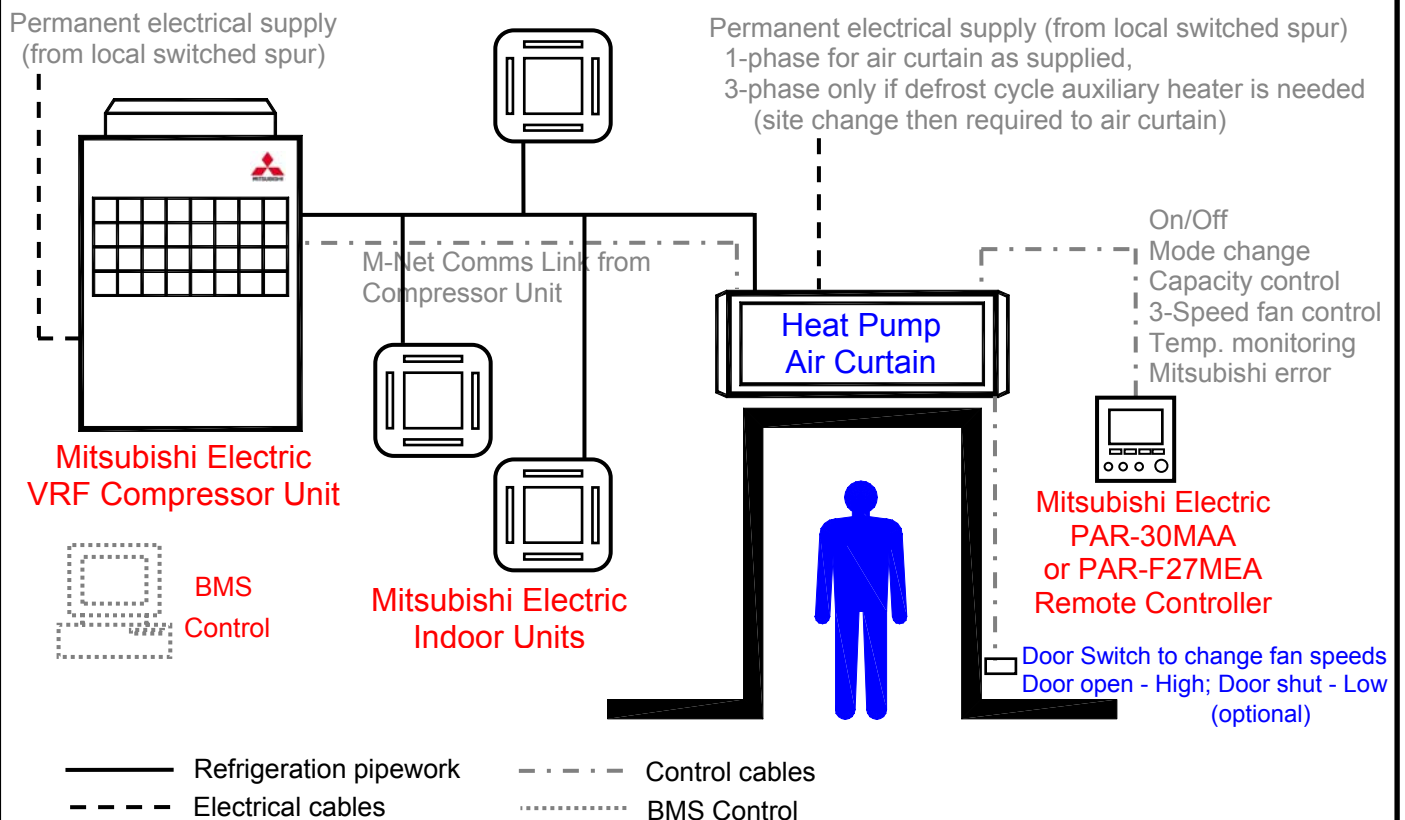 Permanent electrical supply
(from local switched spur)
Permanent electrical supply (from local switched spur)
1-phase for air curtain as supplied,
3-phase only if defrost cycle auxiliary heater is needed
(site change then required to air curtain)
MITSUBISHI
M-Net Comms Link from
Compressor Unit
On/Off
Mode change
Capacity control
3-Speed fan control
Temp. monitoring
Mitsubishi error
Heat Pump
Air Curtain
Mitsubishi Electric
VRF Compressor Unit
BMS
Control
Mitsubishi Electric
Indoor Units
Mitsubishi Electric
PAR-30MAA
or PAR-F27MEA
Remote Controller
Door Switch to change fan speeds
Door open - High; Door shut - Low
(optional)
Refrigeration pipework
Control cables
Electrical cables
BMS Control